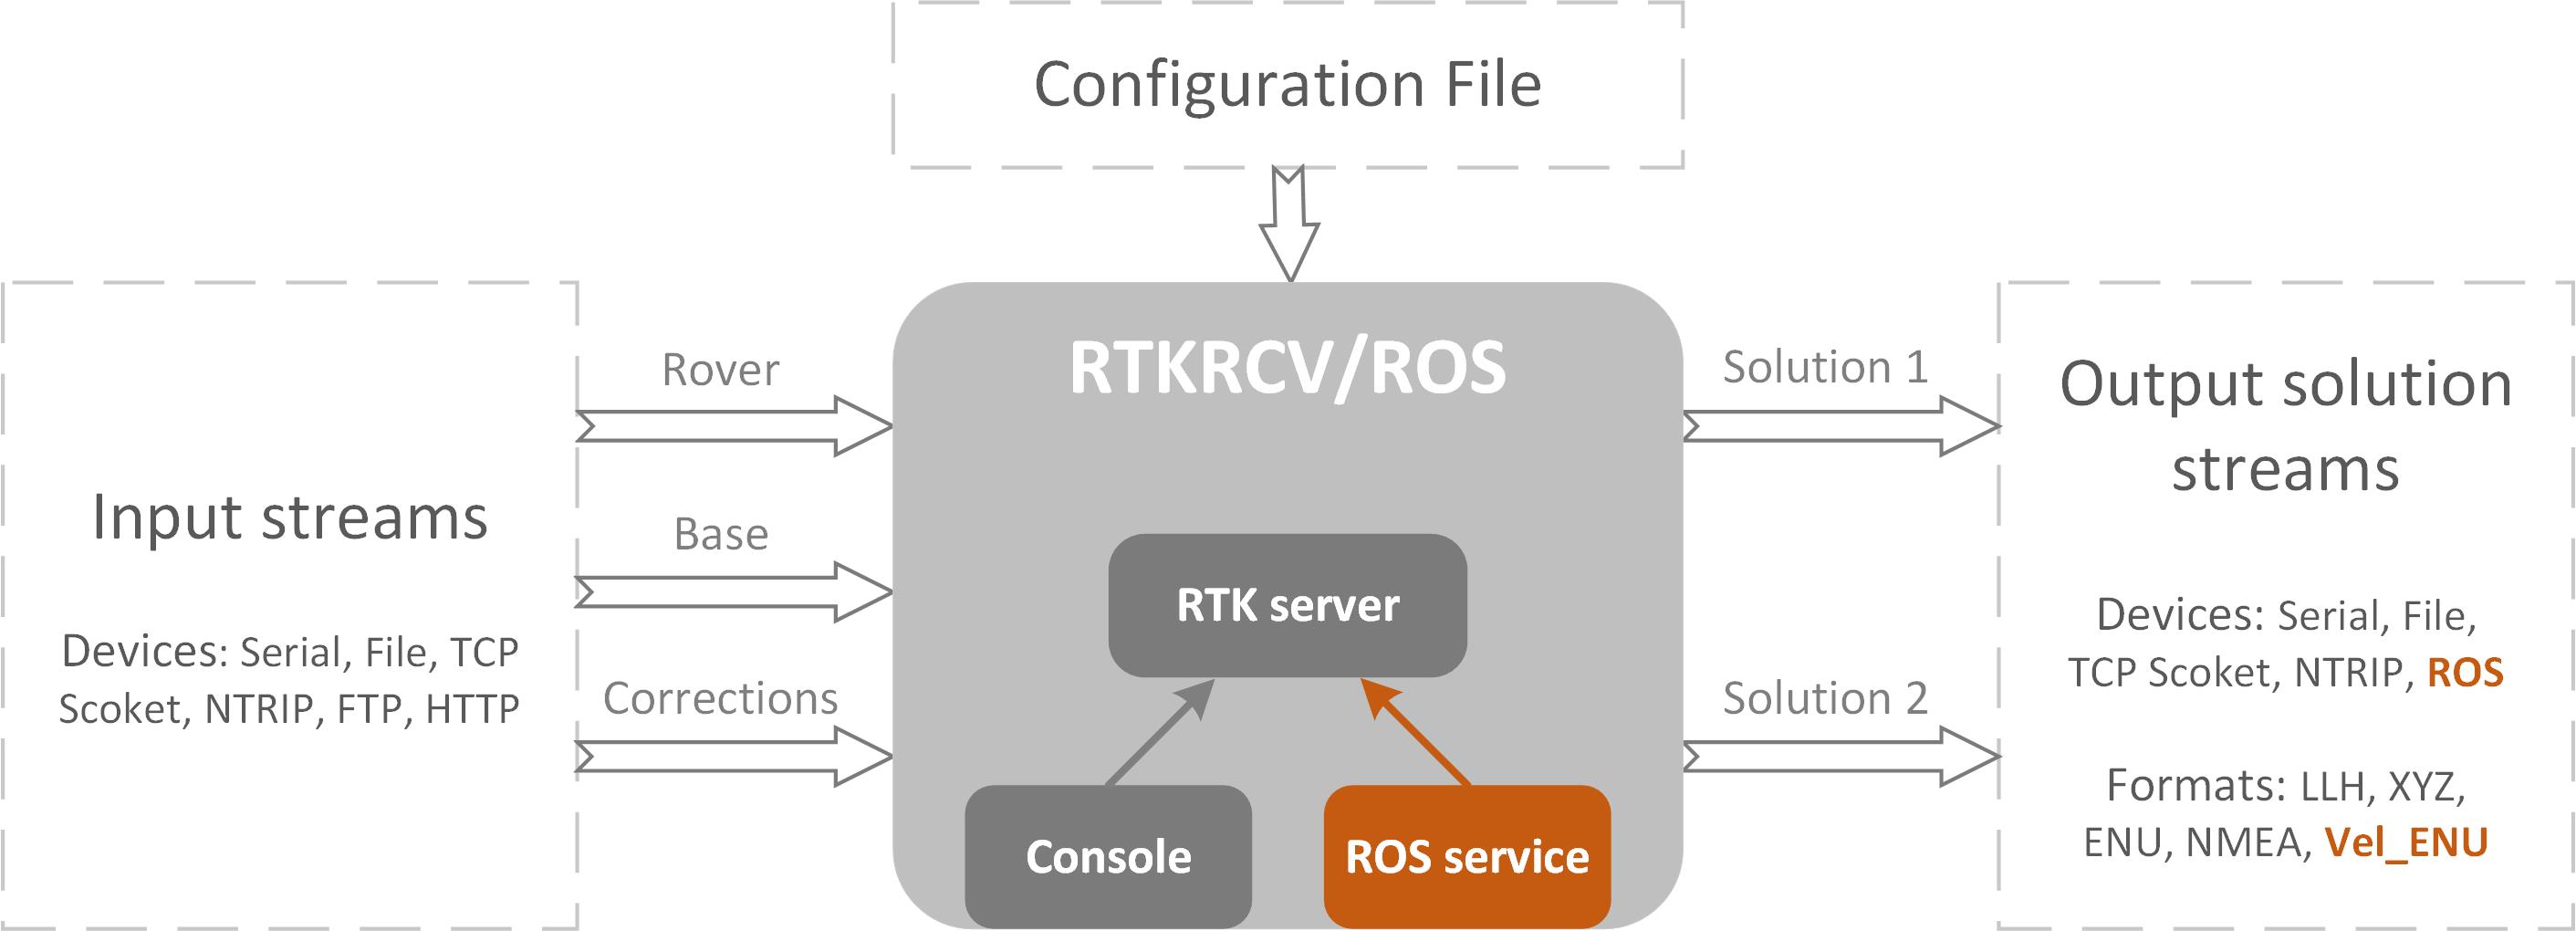 Configuration File
Input streams
Devices: Serial, File, TCP
Scoket, NTRIP, FTP, HTTP
Rover
Base
Corrections
RTKRCV/ROS
RTK server
Console
ROS service
Solution 1
Solution 2
Output solution
streams
Devices: Serial, File,
TCP Scoket, NTRIP, ROS
Formats: LLH, XYZ,
ENU, NMEA, Vel_ENU